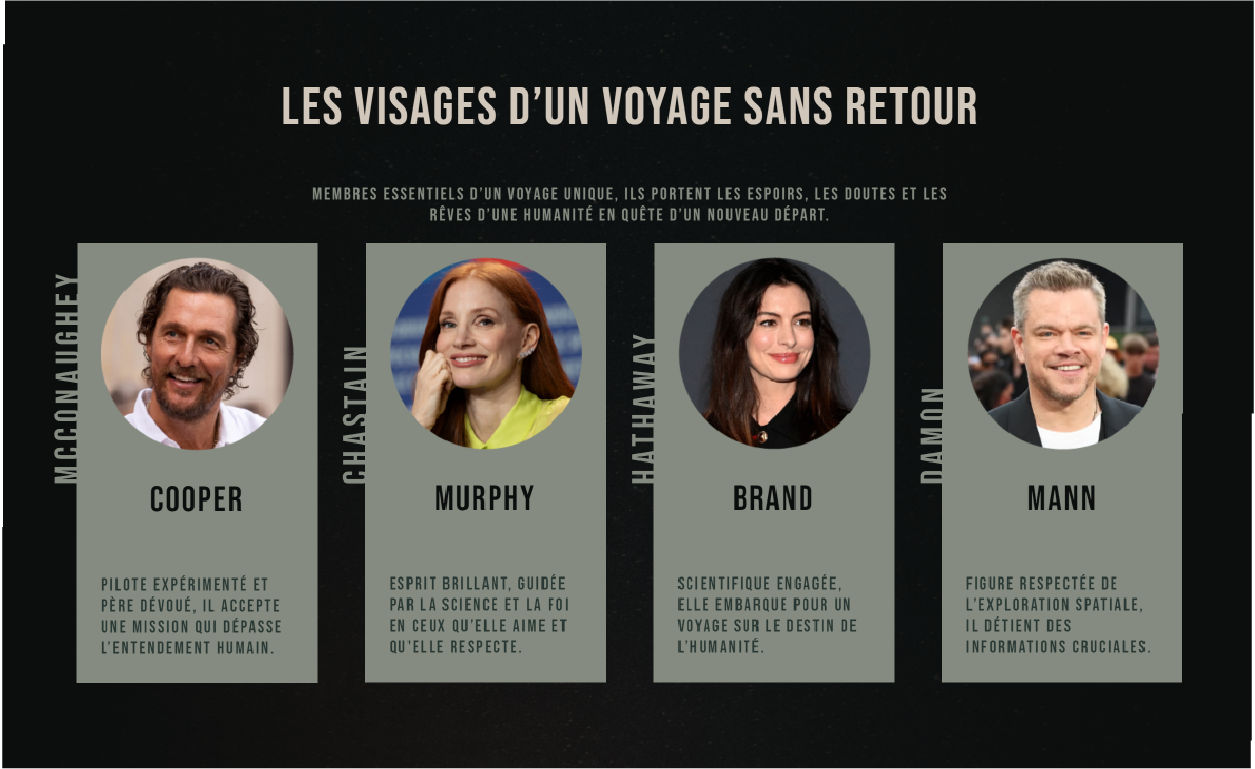 LES VISAGES D'UN VOYAGE SANS RETOUR
MEMBRES ESSENTIELS D'UN VOYAGE UNIQUE, ILS PORTENT LES ESPOIRS, LES DOUTES ET LES
RÊVES D'UNE HUMANITÉ EN QUÊTE D'UN NOUVEAU DÉPART.
MCCONAUGHEY
COOPER
PILOTE EXPÉRIMENTÉ ET
PÈRE DÉVOUÉ, IL ACCEPTE
UNE MISSION QUI DÉPASSE
L'ENTENDEMENT HUMAIN.
CHASTAIN
MURPHY
ESPRIT BRILLANT, GUIDÉE
PAR LA SCIENCE ET LA FOI
EN CEUX QU'ELLE AIME ET
QU'ELLE RESPECTE.
HATHAWAY
BRAND
SCIENTIFIQUE ENGAGÉE,
ELLE EMBARQUE POUR UN
VOYAGE SUR LE DESTIN DE
L'HUMANITÉ.
DAMON
MANN
FIGURE RESPECTÉE DE
L'EXPLORATION SPATIALE,
IL DÉTIENT DES
INFORMATIONS CRUCIALES.